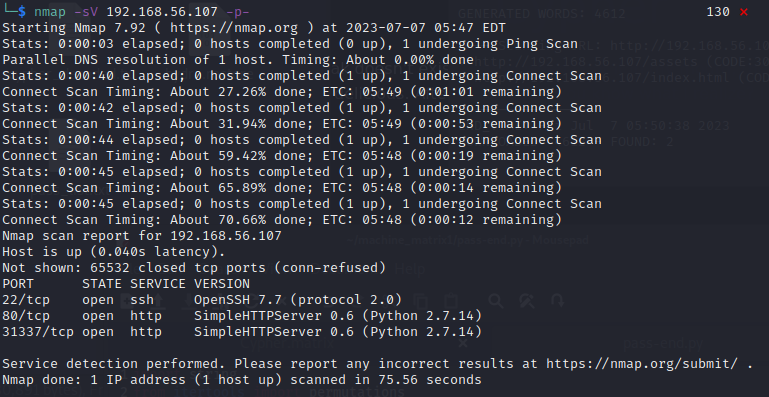 └─$ nmap -sV 192.168.56.107 -p- 130 ⨯
Starting Nmap 7.92 ( https://nmap.org ) at 2023-07-07 05:47 EDT
Stats: 0:00:03 elapsed; 0 hosts completed (0 up), 1 undergoing Ping Scan
Parallel DNS resolution of 1 host. Timing: About 0.00% done
Stats: 0:00:40 elapsed; 0 hosts completed (1 up), 1 undergoing Connect Scan
Connect Scan Timing: About 27.26% done; ETC: 05:49 (0:01:01 remaining)
Stats: 0:00:42 elapsed; 0 hosts completed (1 up), 1 undergoing Connect Scan
Connect Scan Timing: About 31.94% done; ETC: 05:49 (0:00:53 remaining)
Stats: 0:00:44 elapsed; 0 hosts completed (1 up), 1 undergoing Connect Scan
Connect Scan Timing: About 59.42% done; ETC: 05:48 (0:00:19 remaining)
Stats: 0:00:45 elapsed; 0 hosts completed (1 up), 1 undergoing Connect Scan
Connect Scan Timing: About 65.89% done; ETC: 05:48 (0:00:14 remaining)
Stats: 0:00:45 elapsed; 0 hosts completed (1 up), 1 undergoing Connect Scan
Connect Scan Timing: About 70.66% done; ETC: 05:48 (0:00:12 remaining)
Nmap scan report for 192.168.56.107
Host is up (0.040s latency).
Not shown: 65532 closed tcp ports (conn-refused)
PORT STATE SERVICE VERSION
22/tcp open ssh OpenSSH 7.7 (protocol 2.0)
80/tcp open http SimpleHTTPServer 0.6 (Python 2.7.14)
31337/tcp open http SimpleHTTPServer 0.6 (Python 2.7.14)
Service detection performed. Please report any incorrect results at https://nmap.org/submit/ .
Nmap done: 1 IP address (1 host up) scanned in 75.56 seconds